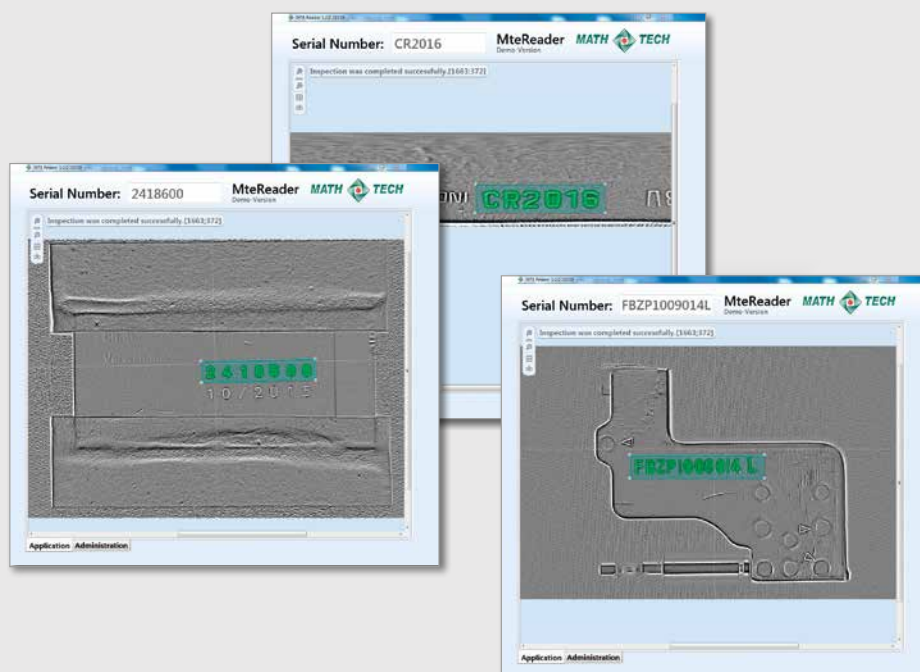 Serial Number: CR2016
MteReader
Demo-Version
MATH TECH
Inspection was completed successfully.[1663;372]
CR2016
Serial Number: 2418600
MteReader
Demo-Version
MATH TECH
Inspection was completed successfully.[1663;372]
10/2015
Application Administration
Serial Number: FBZP1009014L
MteReader
Demo-Version
MATH TECH
Inspection was completed successfully.[1663;372]
FBZP1009014L
Application Administration